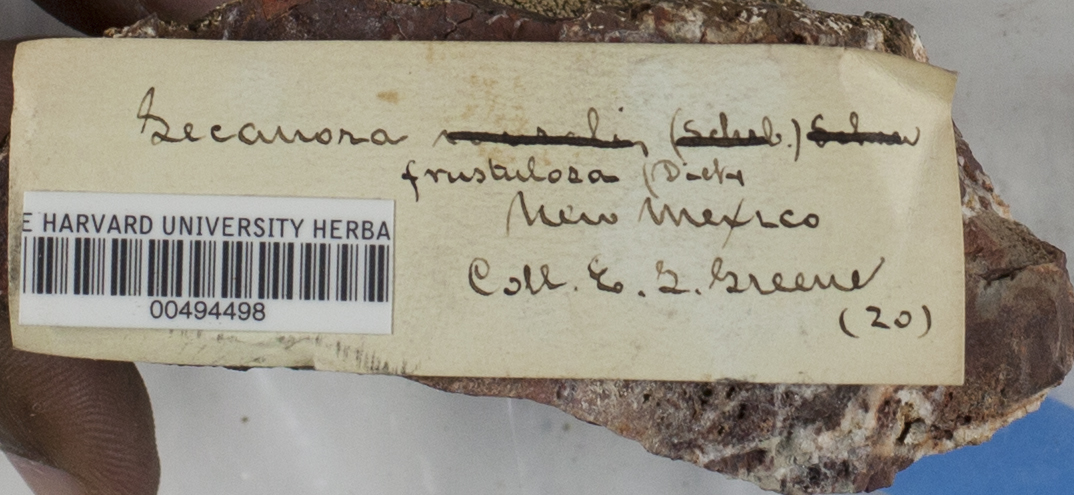 Lecanora muralis (Schreb.) Schaer
frustulosa (Dicks
New Mexico
Coll. E. L. Greene
(20)
E HARVARD UNIVERSITY HERBA
00494498